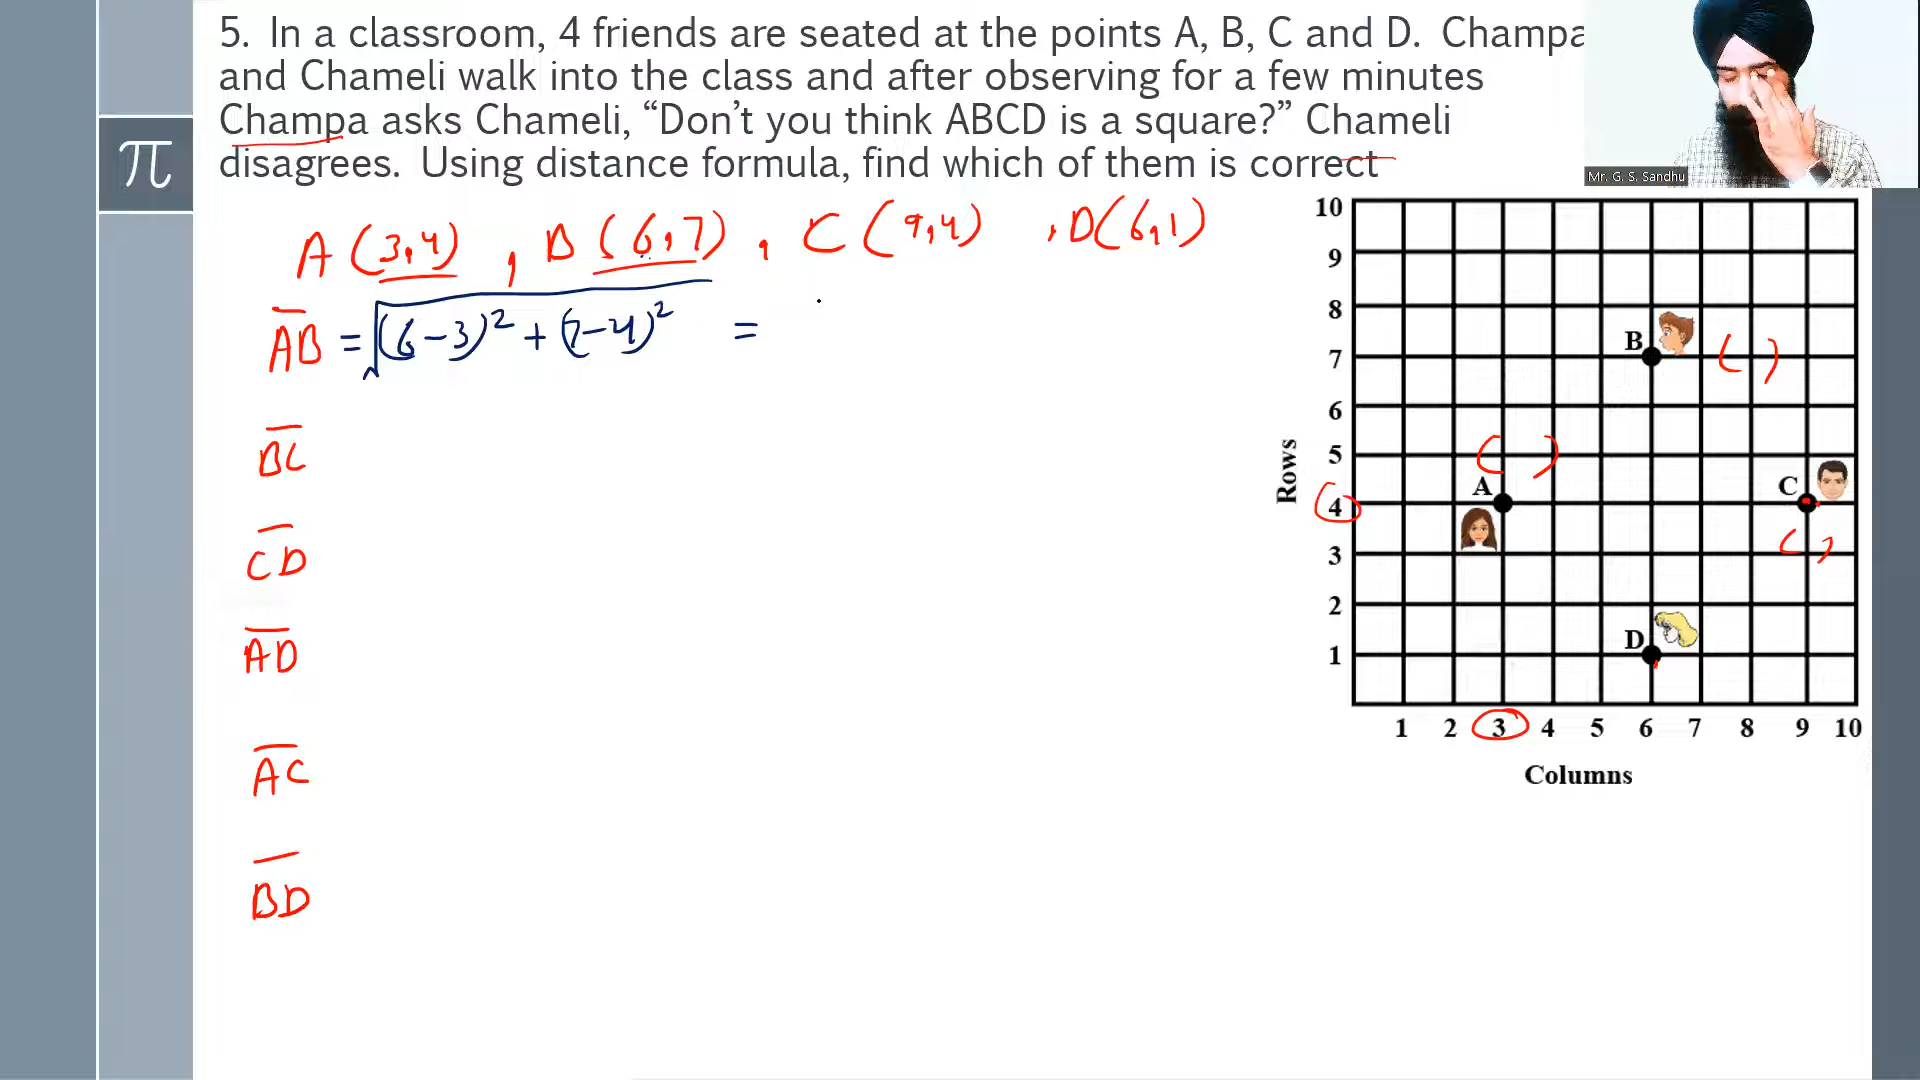 5. In a classroom, 4 friends are seated at the points A, B, C and D. Champa
and Chameli walk into the class and after observing for a few minutes
Champa asks Chameli, “Don’t you think ABCD is a square?” Chameli
disagrees. Using distance formula, find which of them is correct
π
Mr. G. S. Sandhu
A (3,4) , B (6,7) , C (9,4) , D(6,1)
AB = √(6-3)² + (7-4)² =
BC
CD
AD
AC
BD
10
9
8
7
6
5
4
3
2
1
Rows
B ( )
( )
A
C
( )
D
1 2 3 4 5 6 7 8 9 10
Columns